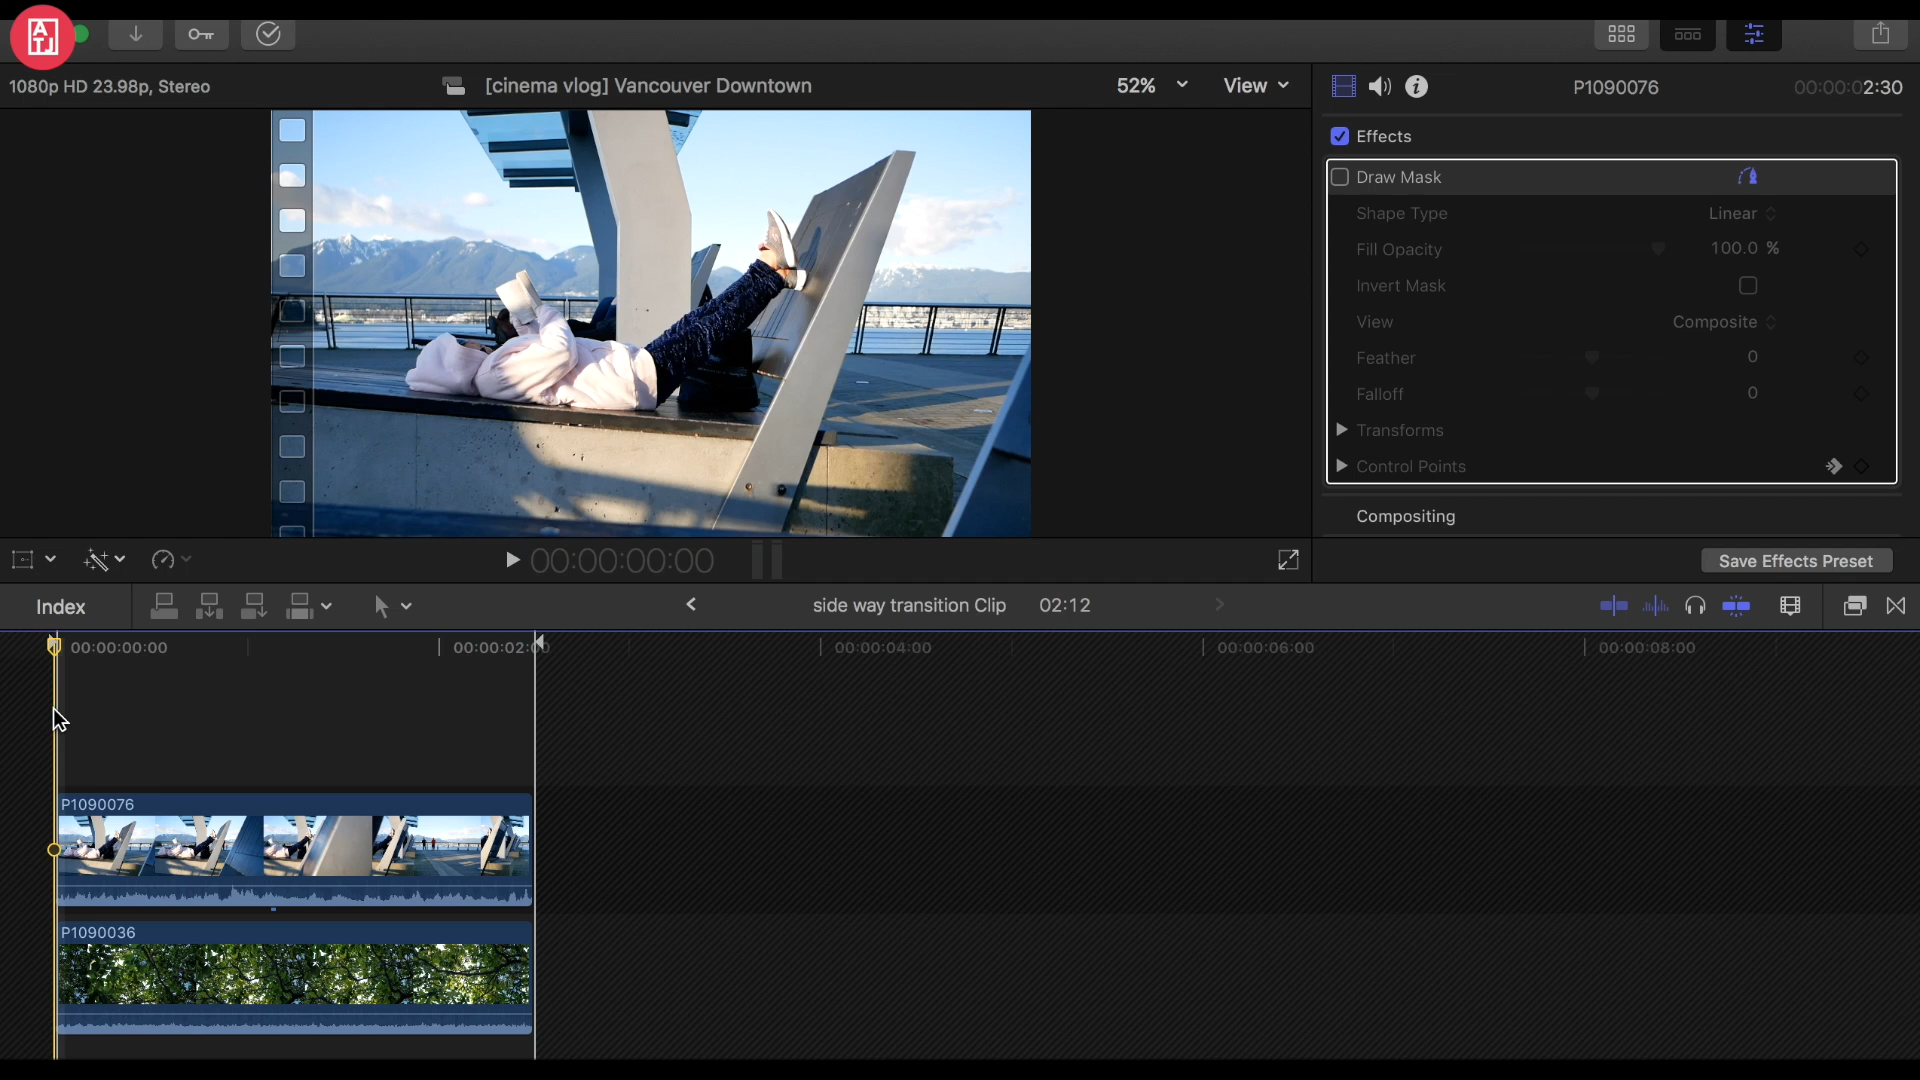 ATJ
1080p HD 23.98p, Stereo
[cinema vlog] Vancouver Downtown
52%
View
P1090076
00:00:02:30
Effects
Draw Mask
Shape Type
Linear
Fill Opacity
100.0 %
Invert Mask
View
Composite
Feather
0
Falloff
0
Transforms
Control Points
Compositing
00:00:00:00
Save Effects Preset
Index
side way transition Clip
02:12
00:00:00:00
00:00:02:00
00:00:04:00
00:00:06:00
00:00:08:00
P1090076
P1090036